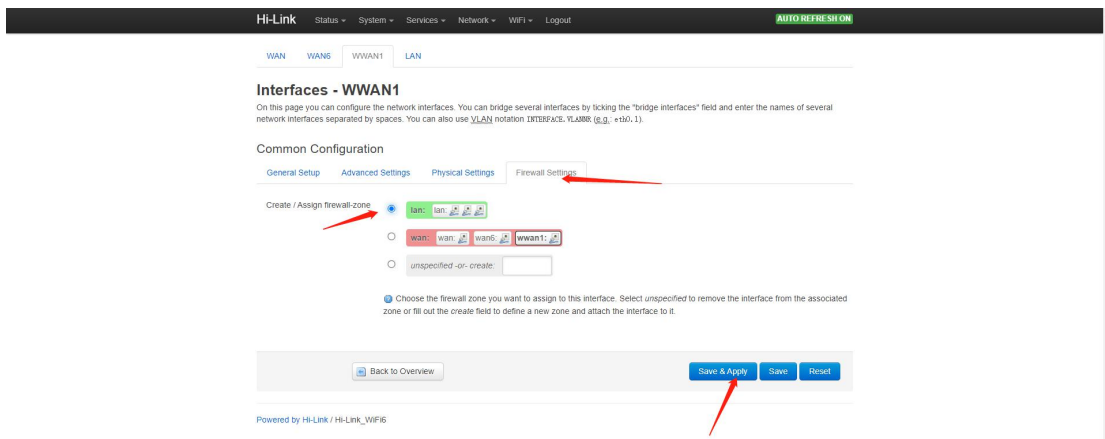 Hi-Link Status System Services Network WiFi Logout AUTO REFRESH ON
WAN WAN6 WWAN1 LAN
Interfaces - WWAN1
On this page you can configure the network interfaces. You can bridge several interfaces by ticking the "bridge interfaces" field and enter the names of several
network interfaces separated by spaces. You can also use VLAN notation INTERFACE.VLANNR (e.g.: eth0.1).
Common Configuration
General Setup Advanced Settings Physical Settings Firewall Settings
Create / Assign firewall-zone lan: lan:
wan: wan: wan6: wwan1:
unspecified -or- create:
Choose the firewall zone you want to assign to this interface. Select unspecified to remove the interface from the associated
zone or fill out the create field to define a new zone and attach the interface to it.
Back to Overview Save & Apply Save Reset
Powered by Hi-Link / Hi-Link_WiFi6